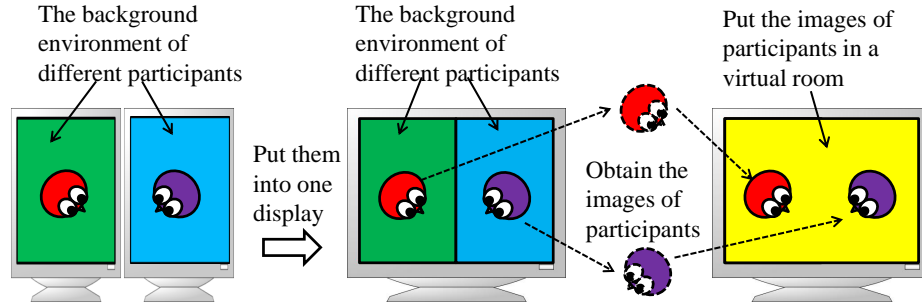 The background
environment of
different participants
Put them
into one
display
The background
environment of
different participants
Obtain the
images of
participants
Put the images of
participants in a
virtual room